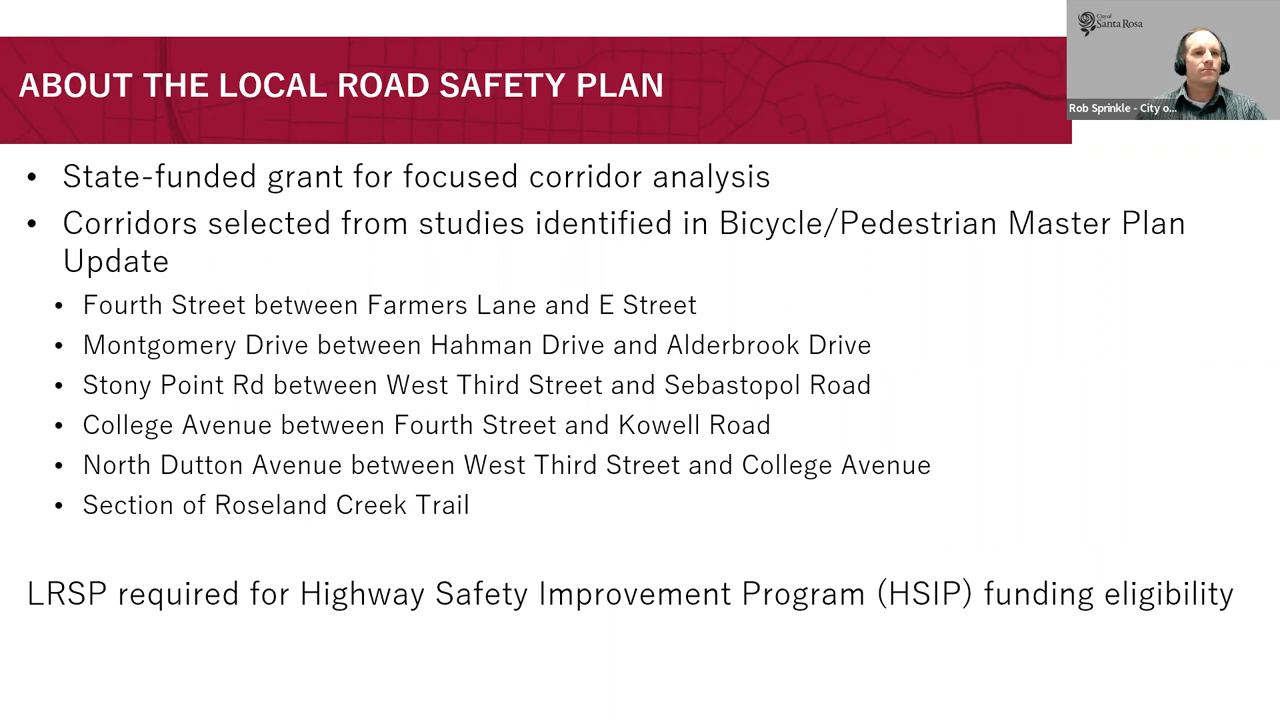 City of
Santa Rosa
Rob Sprinkle - City o...
ABOUT THE LOCAL ROAD SAFETY PLAN
• State-funded grant for focused corridor analysis
• Corridors selected from studies identified in Bicycle/Pedestrian Master Plan
Update
• Fourth Street between Farmers Lane and E Street
• Montgomery Drive between Hahman Drive and Alderbrook Drive
• Stony Point Rd between West Third Street and Sebastopol Road
• College Avenue between Fourth Street and Kowell Road
• North Dutton Avenue between West Third Street and College Avenue
• Section of Roseland Creek Trail
LRSP required for Highway Safety Improvement Program (HSIP) funding eligibility